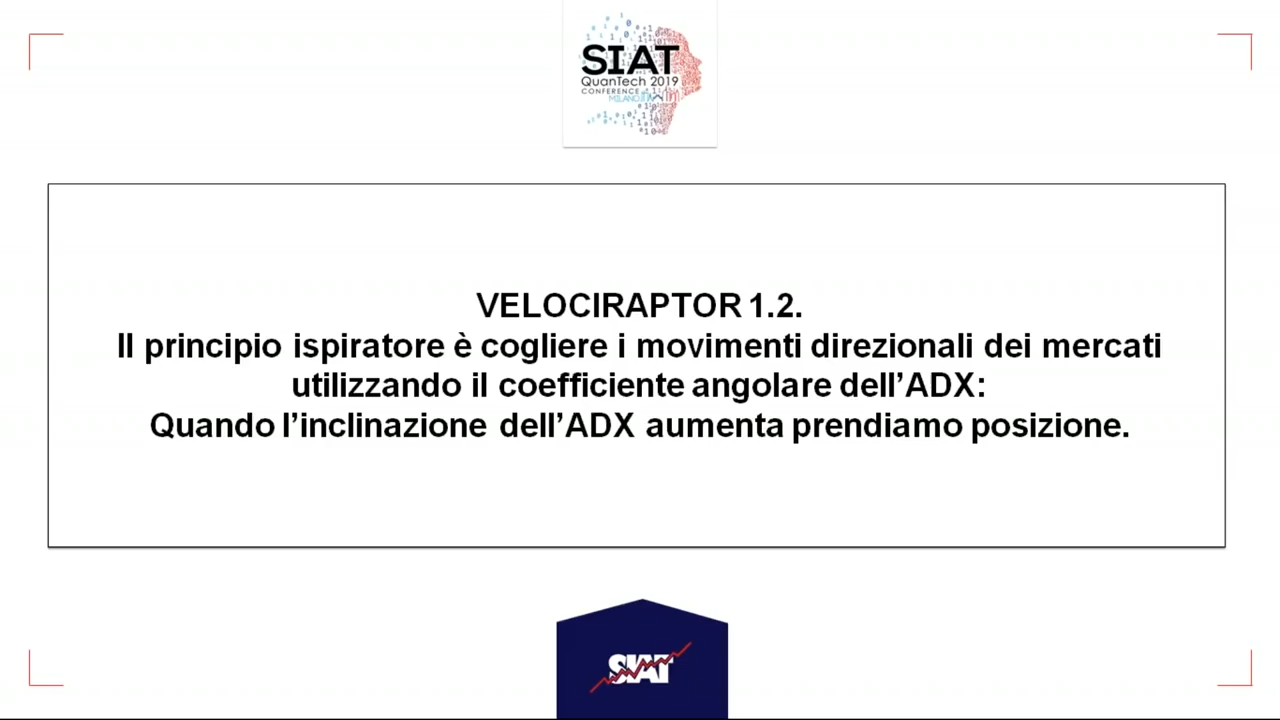 SIAT
QuanTech 2019
CONFERENCE
VELOCIRAPTOR 1.2.
Il principio ispiratore è cogliere i movimenti direzionali dei mercati
utilizzando il coefficiente angolare dell’ADX:
Quando l’inclinazione dell’ADX aumenta prendiamo posizione.
SIAT